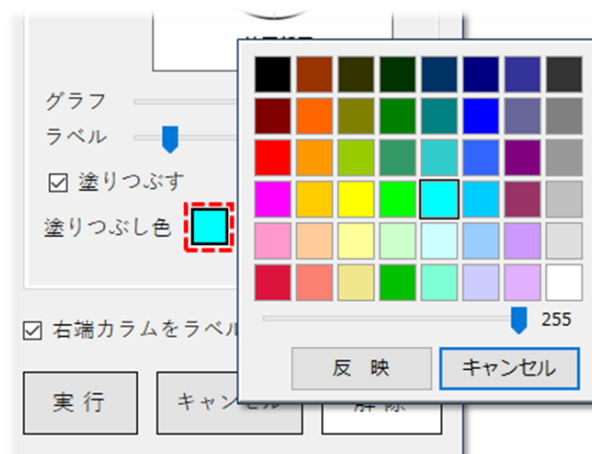 グラフ
ラベル
塗りつぶす
塗りつぶし色
255
右端カラムをラベル
反 映
キャンセル
実 行
キャンセル
解 除